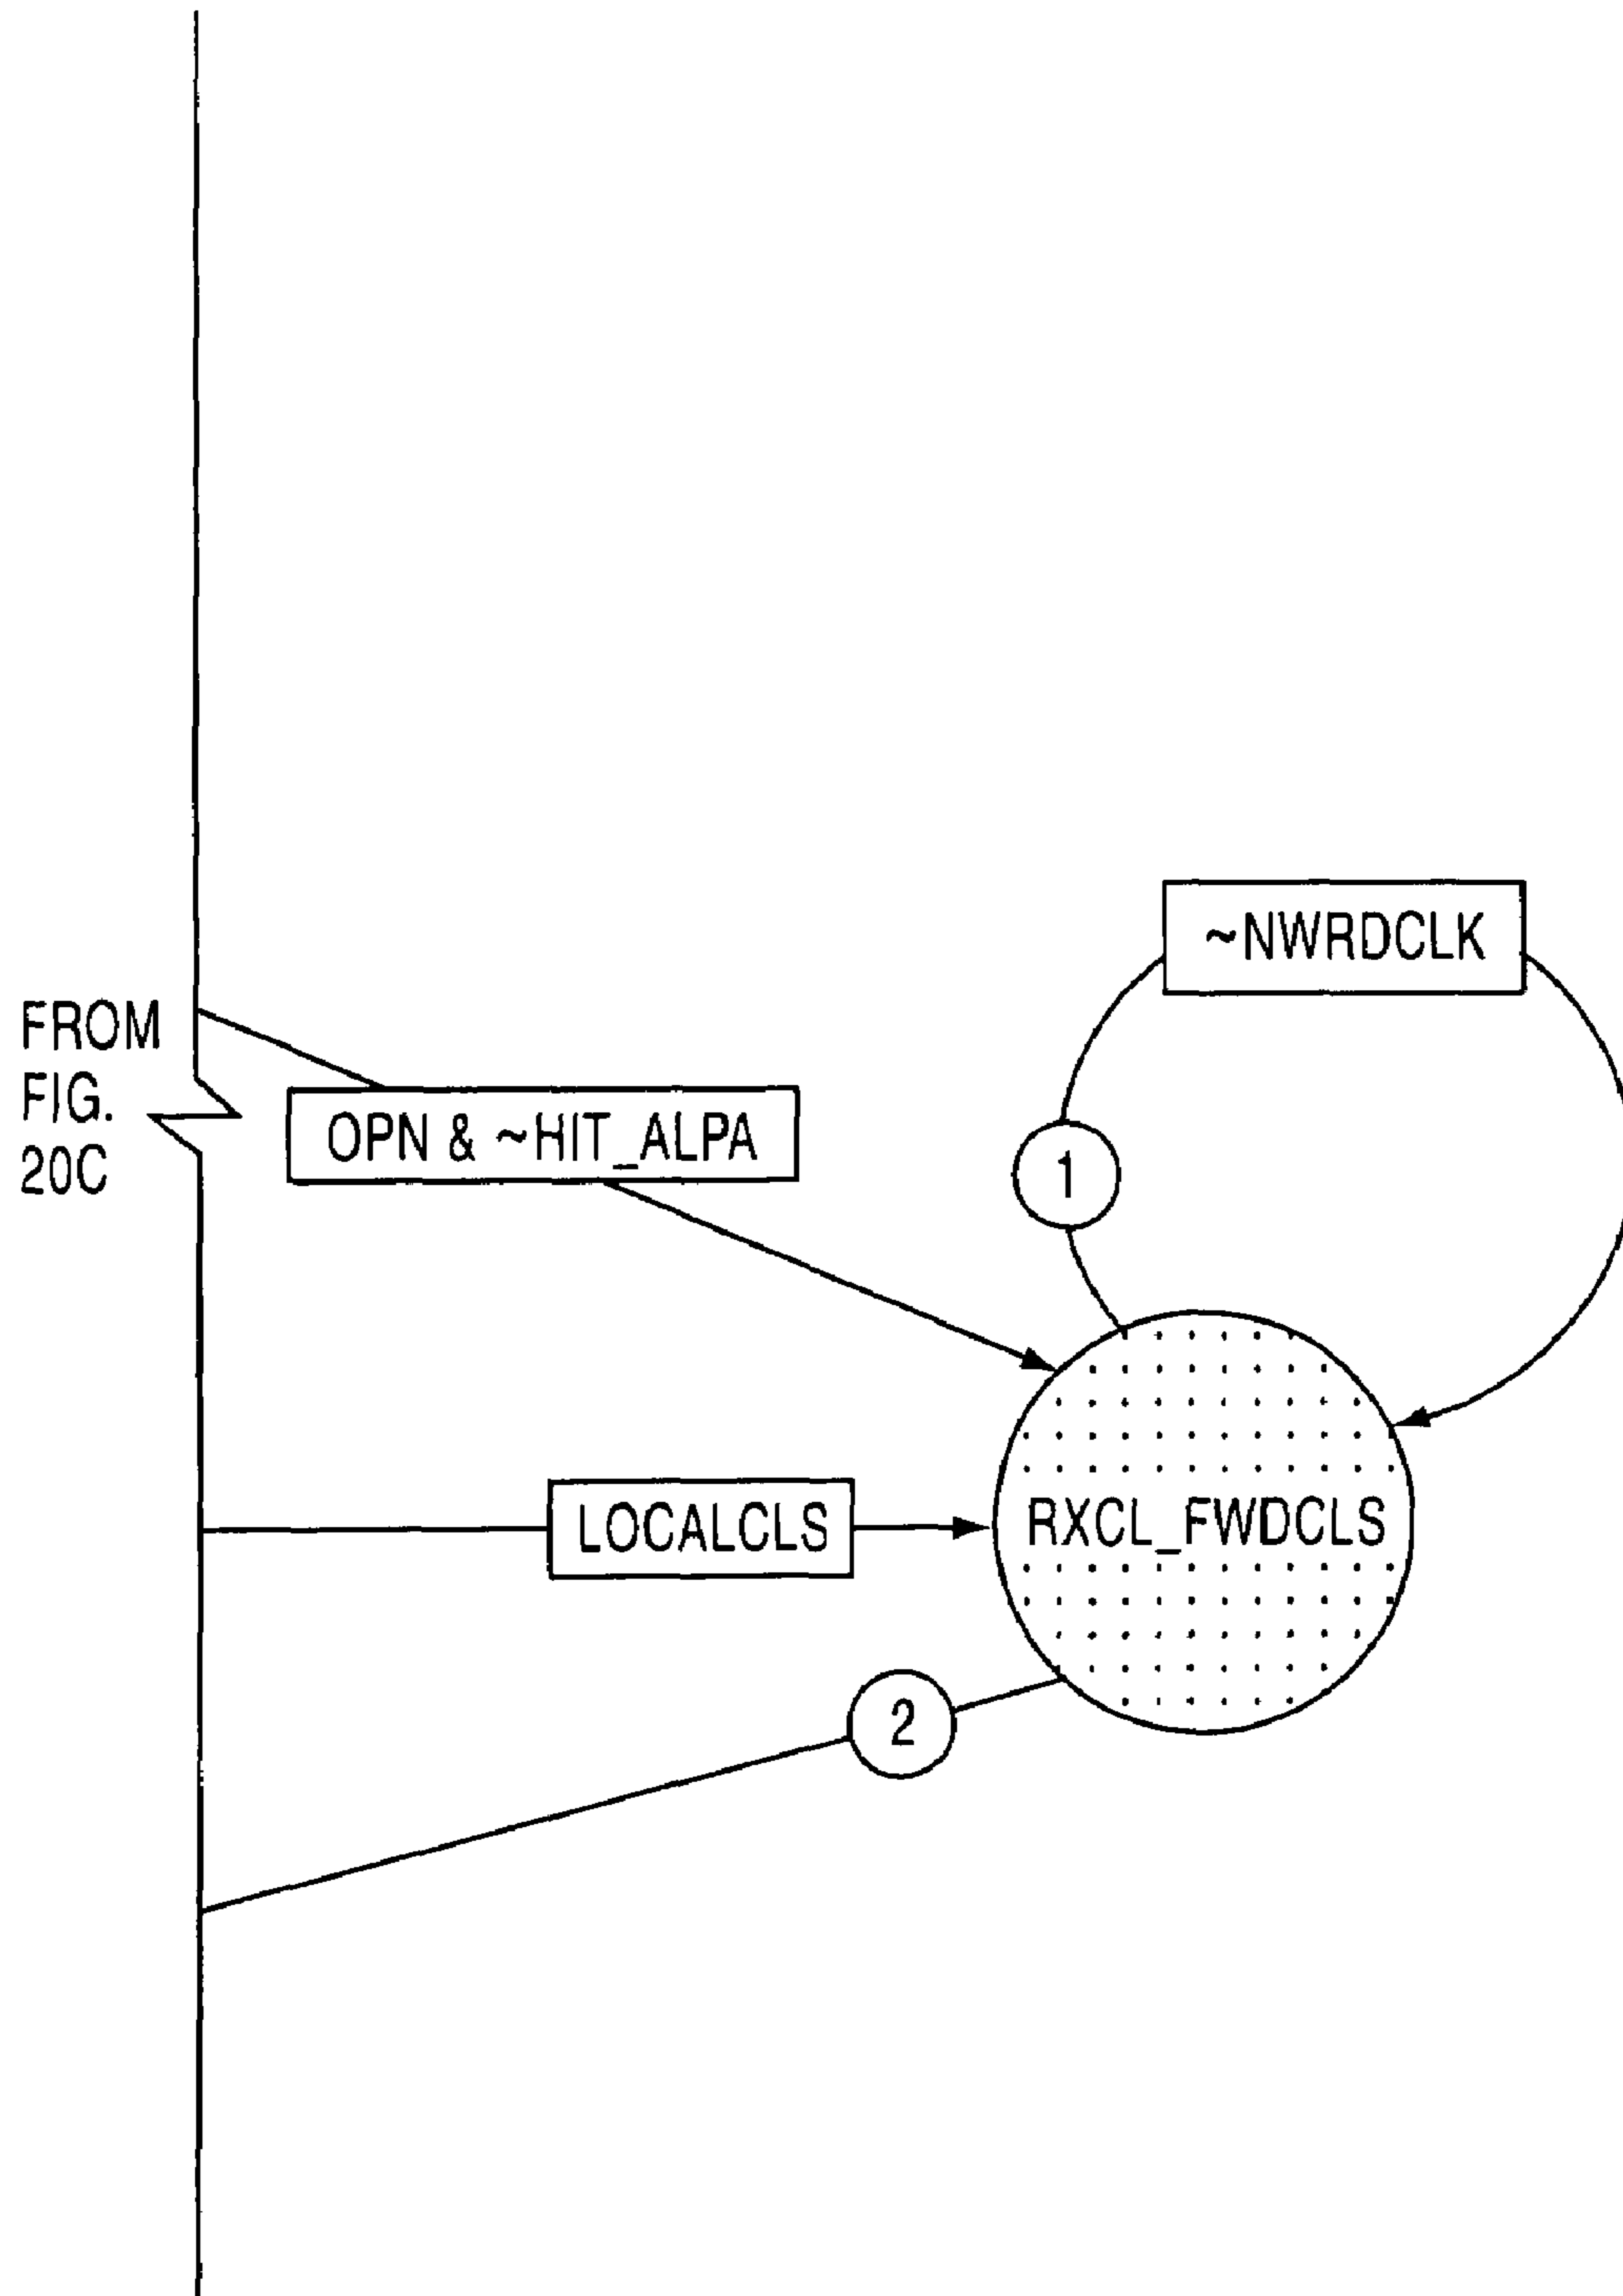 ~NWRDCLK
FROM
FIG.
20C
OPN & ~HIT_ALPA
1
LOCALCLS
RXCL_FWDCLS
2